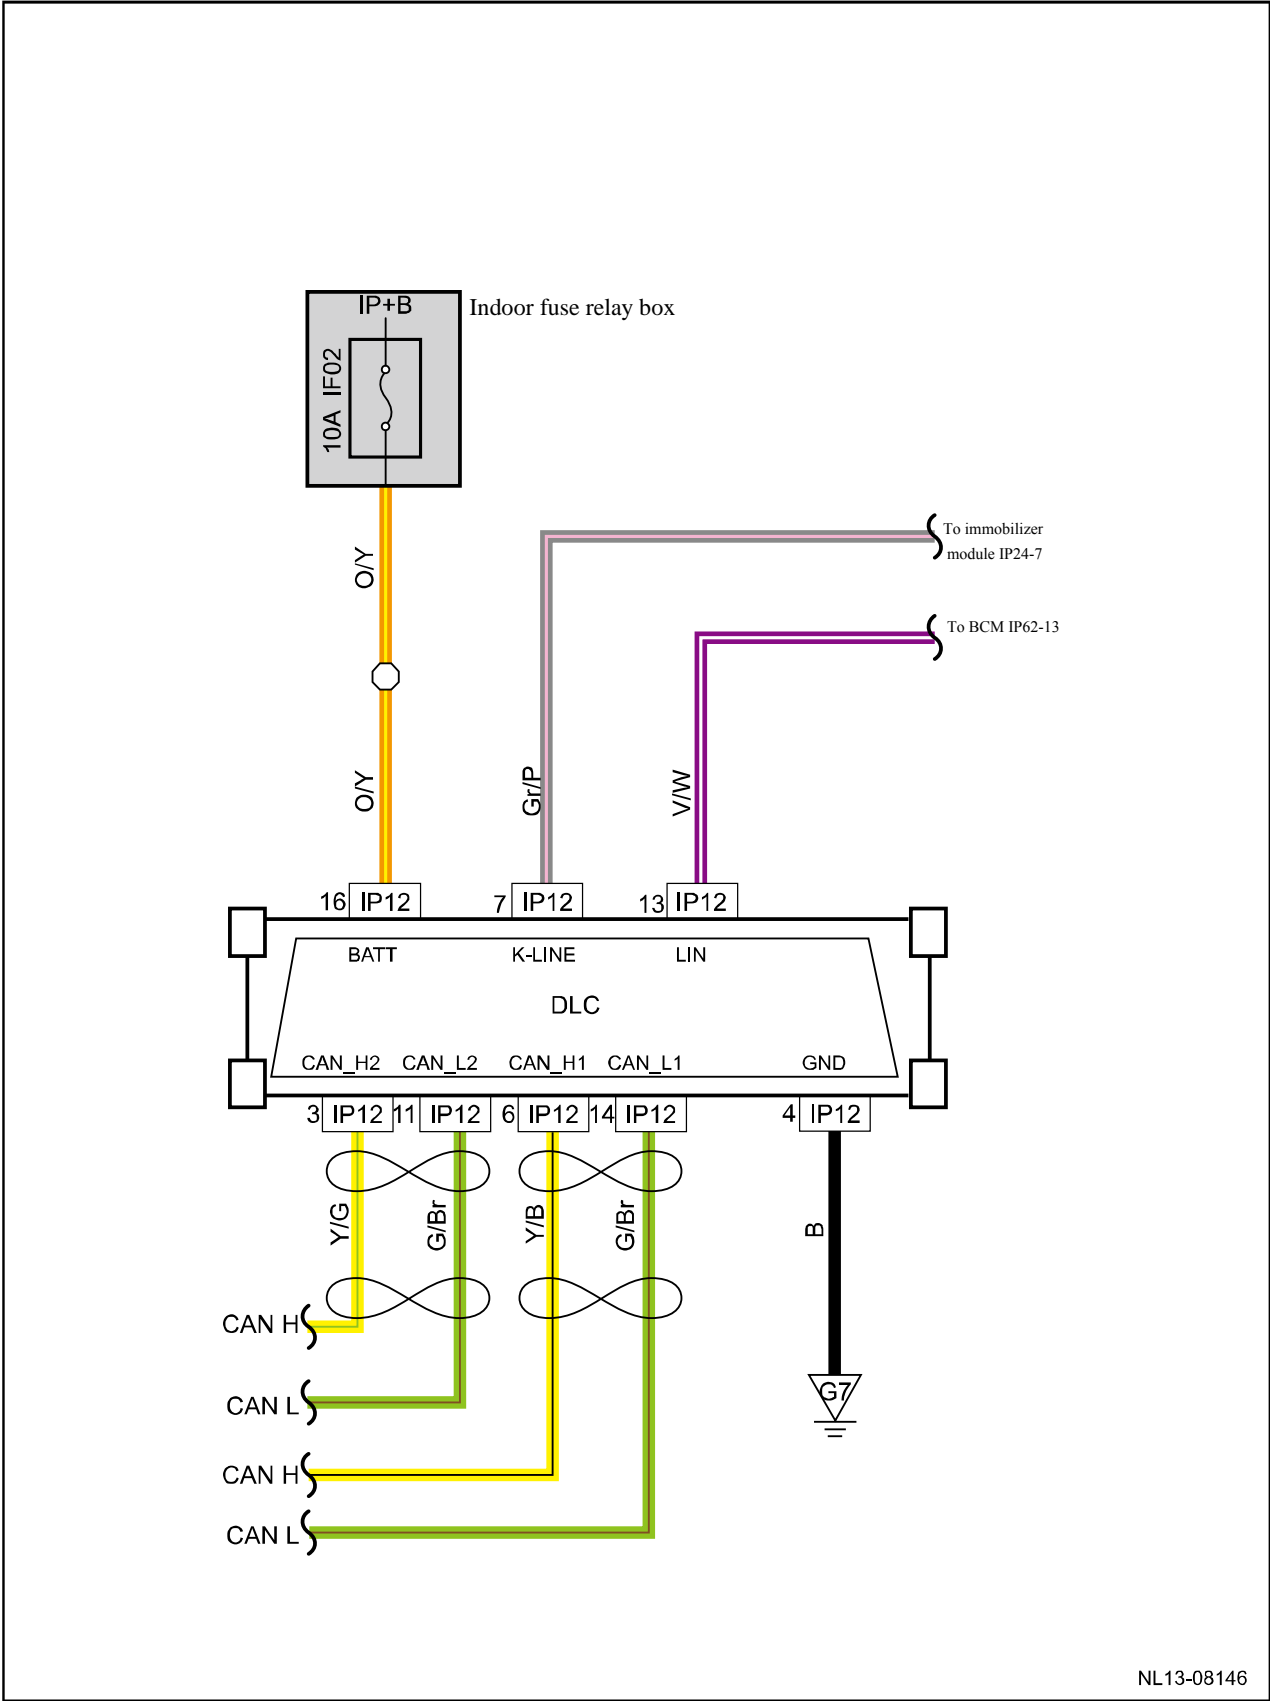 IP+B
Indoor fuse relay box
10A IF02
To immobilizer
module IP24-7
O/Y
To BCM IP62-13
O/Y
Gr/P
V/W
16 IP12
7 IP12
13 IP12
BATT
K-LINE
LIN
DLC
CAN_H2
CAN_L2
CAN_H1
CAN_L1
GND
3 IP12
11 IP12
6 IP12
14 IP12
4 IP12
Y/G
G/Br
Y/B
G/Br
B
CAN H
G7
CAN L
CAN H
CAN L
NL13-08146